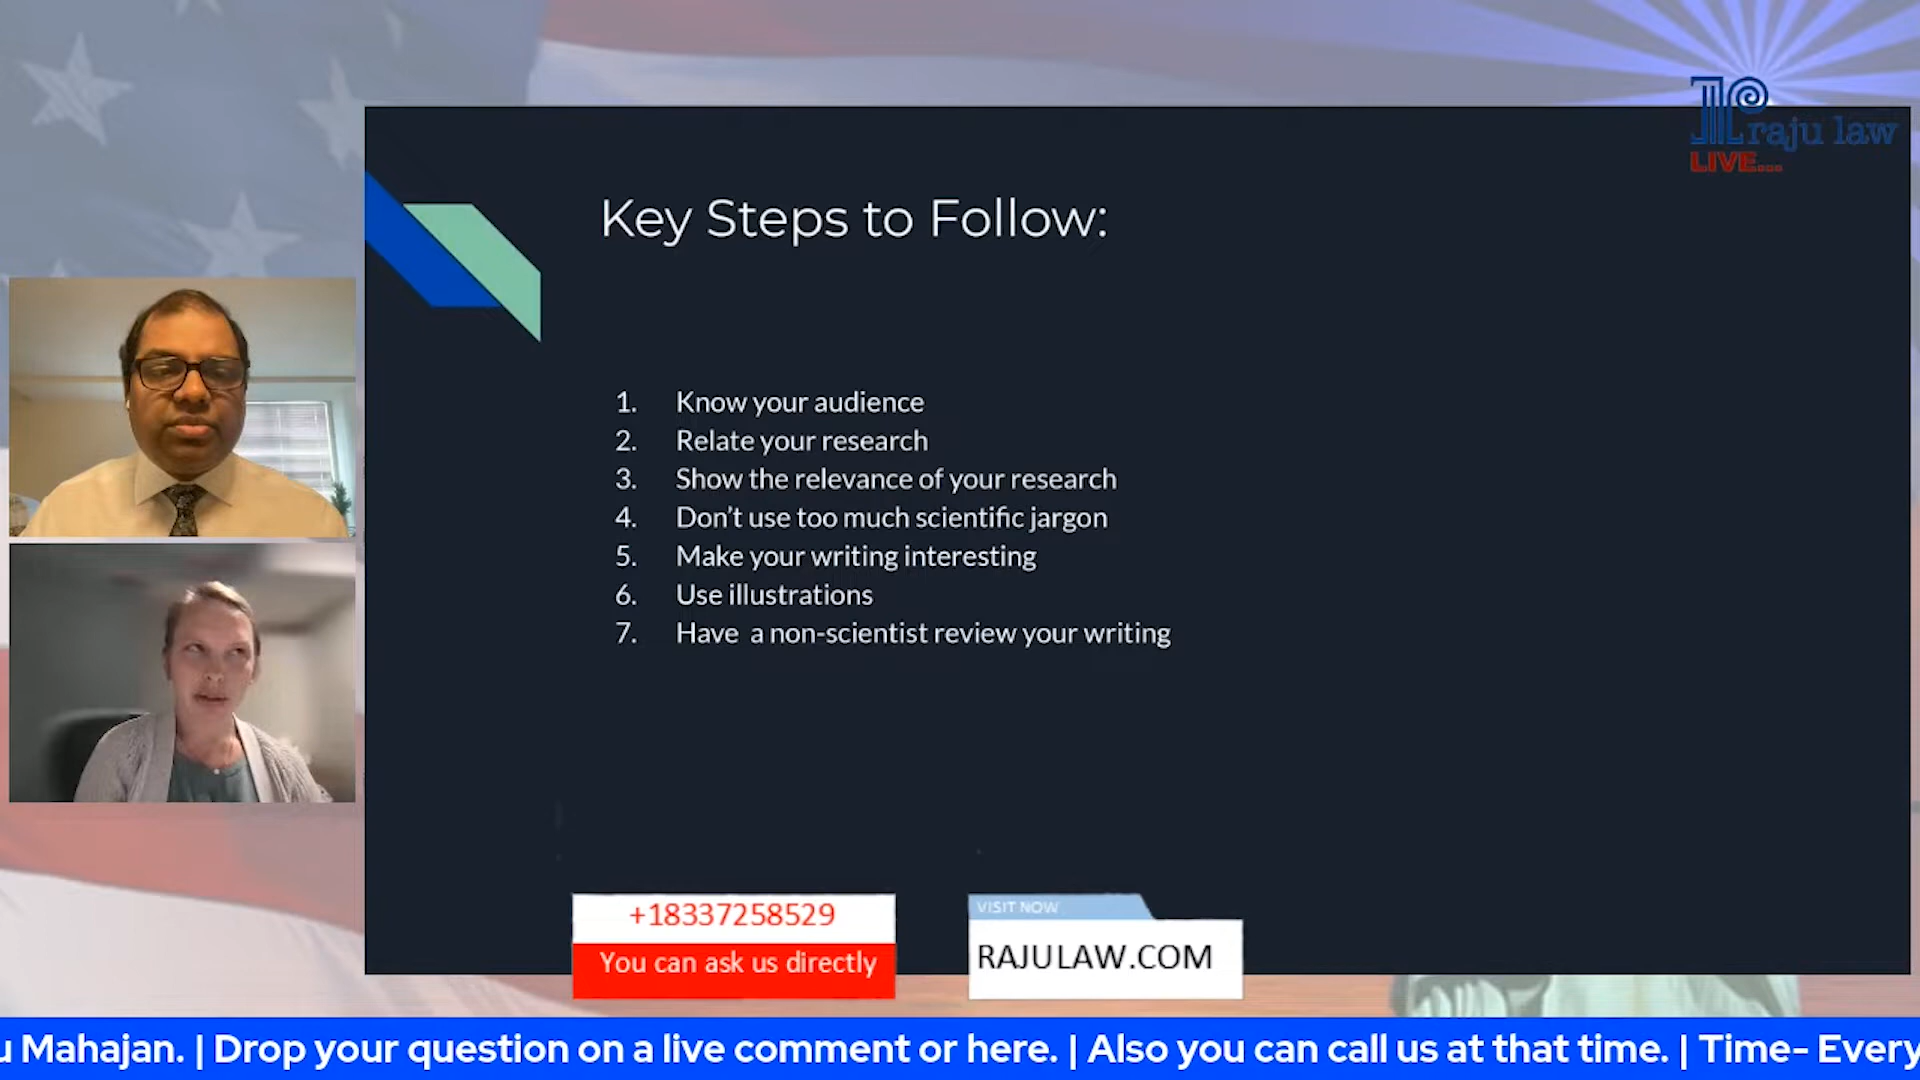 raju law
LIVE...
Key Steps to Follow:
1. Know your audience
2. Relate your research
3. Show the relevance of your research
4. Don't use too much scientific jargon
5. Make your writing interesting
6. Use illustrations
7. Have a non-scientist review your writing
+18337258529
You can ask us directly
VISIT NOW
RAJULAW.COM
u Mahajan. | Drop your question on a live comment or here. | Also you can call us at that time. | Time- Every